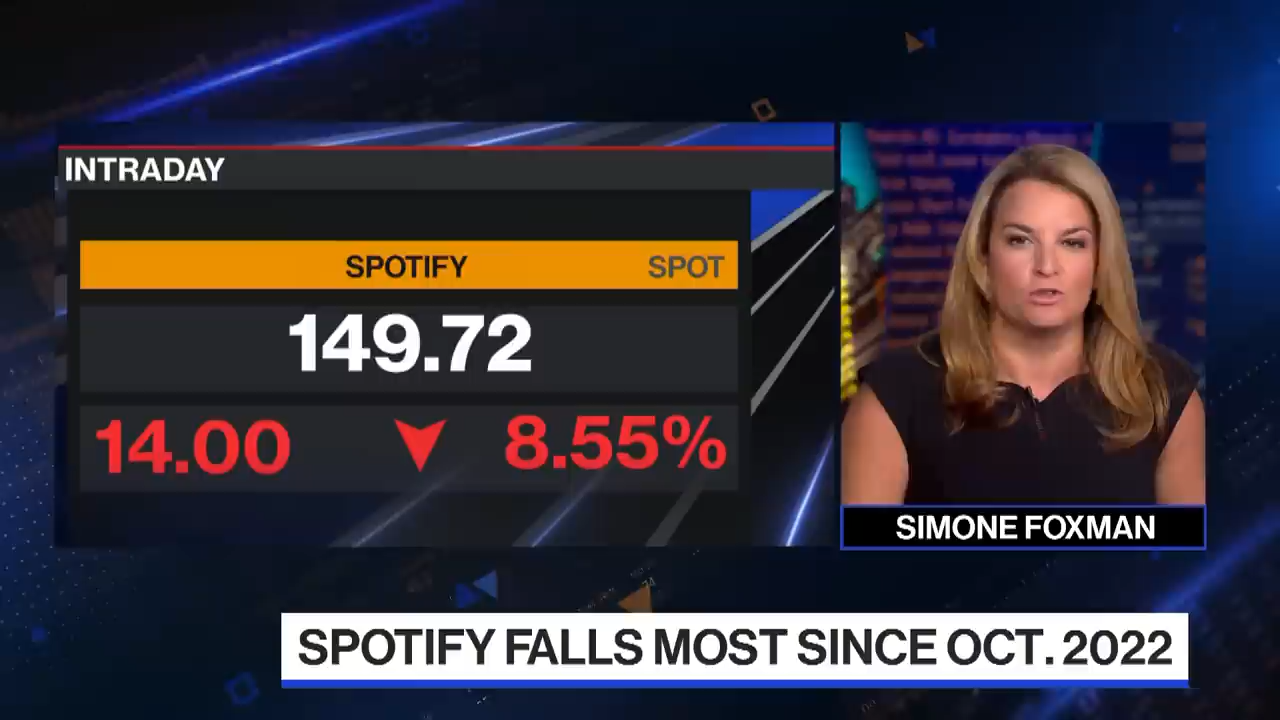 INTRADAY
SPOTIFY SPOT
149.72
14.00 8.55%
SIMONE FOXMAN
SPOTIFY FALLS MOST SINCE OCT. 2022